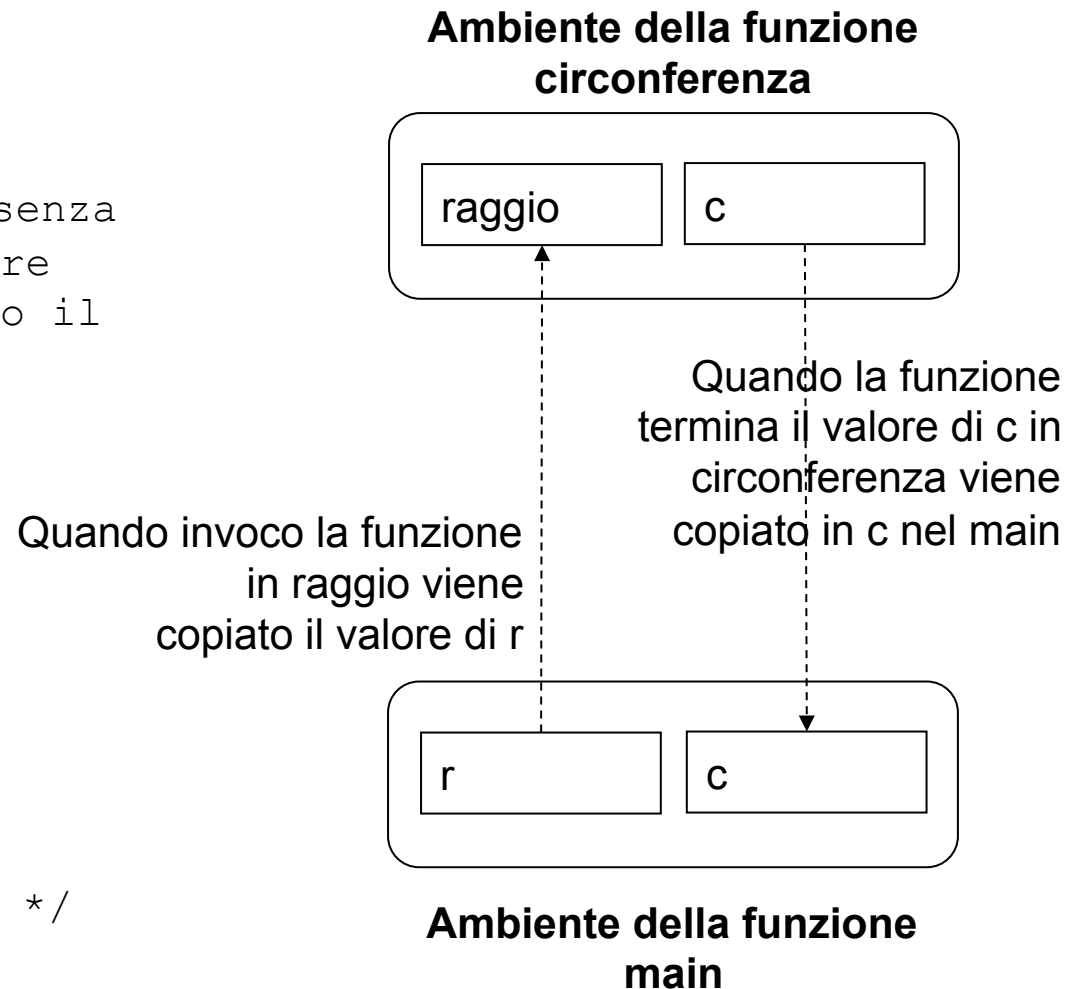 Ambiente della funzione
circonferenza
raggio
c
senza
re
o il
Quando la funzione
termina il valore di c in
circonferenza viene
copiato in c nel main
Quando invoco la funzione
in raggio viene
copiato il valore di r
r
c
*/
Ambiente della funzione
main